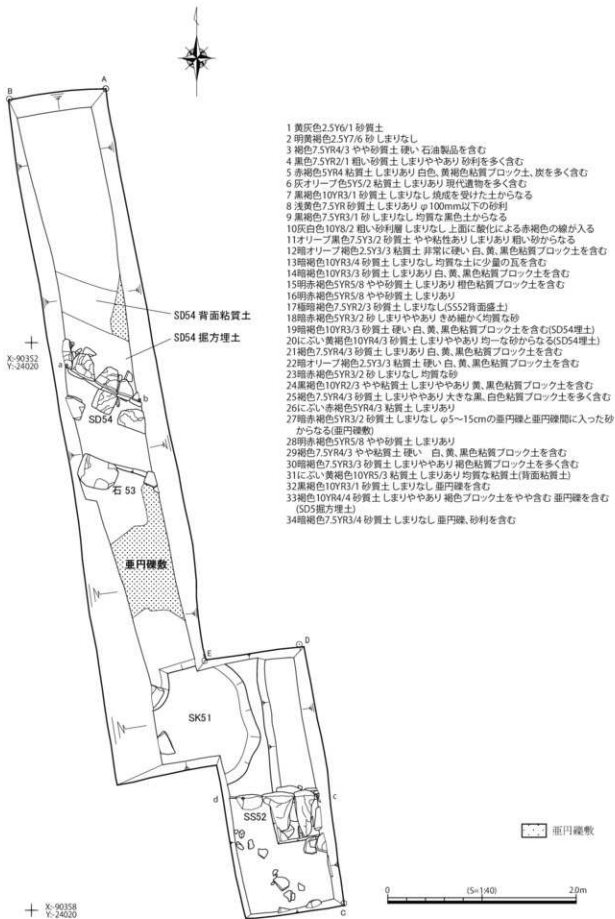 B
A
1 黄灰色2.5Y6/1 砂質土
2 明黄褐色2.5Y7/6 砂 しまりなし
3 褐色7.5YR4/3 やや砂質土 硬い 石油製品を含む
4 黒色7.5YR2/1 粗い砂質土 しまりややあり 砂利を多く含む
5 赤褐色5YR4 粘質土 しまりあり 白色、黄褐色粘質ブロック土、炭を多く含む
6 灰オリーブ色5Y5/2 粘質土 しまりあり 現代遺物を多く含む
7 黒褐色10YR3/1 砂質土 しまりなし 焼成を受けた土からなる
8 浅黄色7.5YR 砂質土 しまりあり φ100mm以下の砂利
9 黒褐色7.5YR3/1 砂 しまりなし 均質な黒色土からなる
10灰白色10Y8/2 粗い砂利層 しまりなし 上面に酸化による赤褐色の線が入る
11オリーブ黒色7.5Y3/2 砂質土 やや粘性あり しまりあり 粗い砂からなる
12暗オリーブ褐色2.5Y3/3 粘質土 非常に硬い 白、黄、黒色粘質ブロック土を含む
13暗褐色10YR3/4 砂質土 しまりなし 均質な土に少量の瓦を含む
14暗褐色10YR3/3 砂質土 しまりあり 白、黄、黒色粘質ブロック土を含む
15明赤褐色5YR5/8 やや砂質土 しまりあり 橙色粘質ブロック土を含む
16明赤褐色5YR5/8 やや砂質土 しまりあり
17極暗褐色7.5YR2/3 砂質土 しまりなし(SS52背面盛土)
18暗赤褐色5YR3/2 砂 しまりややあり きめ細かく均質な砂
19暗褐色10YR3/3 砂質土 硬い 白、黄、黒色粘質ブロック土を含む(SD54埋土)
20にぶい黄褐色10YR4/3 砂質土 しまりややあり 均一な砂からなる(SD54埋土)
21褐色7.5YR4/3 砂質土 しまりあり 白、黄、黒色粘質ブロック土を含む
22暗オリーブ褐色2.5Y3/3 粘質土 硬い 白、黄、黒色粘質ブロック土を含む
23暗赤褐色5YR3/2 砂 しまりなし 均質な砂
24黒褐色10YR2/3 やや粘質土 しまりややあり 黄、黒色粘質ブロック土を含む
25褐色7.5YR4/3 砂質土 しまりややあり 大きな黒、白色粘質ブロック土を多く含む
26にぶい赤褐色5YR4/3 粘質土 しまりあり
27暗赤褐色5YR3/2 砂質土 しまりなし φ5〜15cmの亜円礫と亜円礫間に入った砂
からなる(亜円礫敷)
28明赤褐色5YR5/8 やや砂質土 しまりあり
29褐色7.5YR4/3 やや粘質土 硬い 白、黄、黒色粘質ブロック土を含む
30暗褐色7.5YR3/3 砂質土 しまりややあり 褐色粘質ブロック土を多く含む
31にぶい黄褐色10YR5/3 粘質土 しまりあり 均質な粘質土(背面粘質土)
32黒褐色10YR3/1 砂質土 しまりなし 亜円礫を含む
33褐色10YR4/4 砂質土 しまりややあり 褐色ブロック土をやや含む 亜円礫を含む
(SD5掘方埋土)
34暗褐色7.5YR3/4 砂質土 しまりなし 亜円礫、砂利を含む
SD54 背面粘質土
SD54 掘方埋土
X:-90352
Y:-24020
a
b
SD54
石 53
亜円礫敷
E
D
SK51
d
c
SS52
C
亜円礫敷
X:-90358
Y:-24020
0
(S=1:40)
2.0m